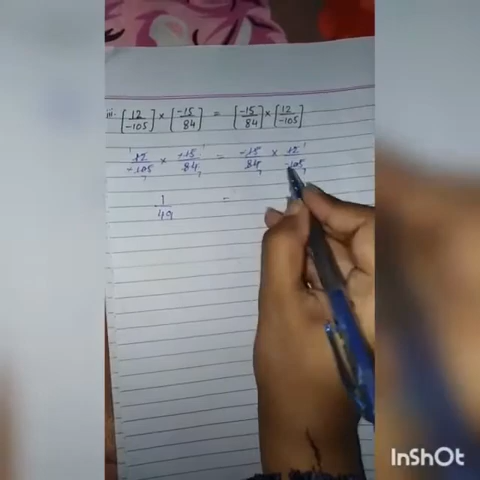 iii. [12/-105] × [-15/84] = [-15/84] × [12/-105]
12/-105 × -15/84 = -15/84 × 12/-105
1/49 =
InShOt